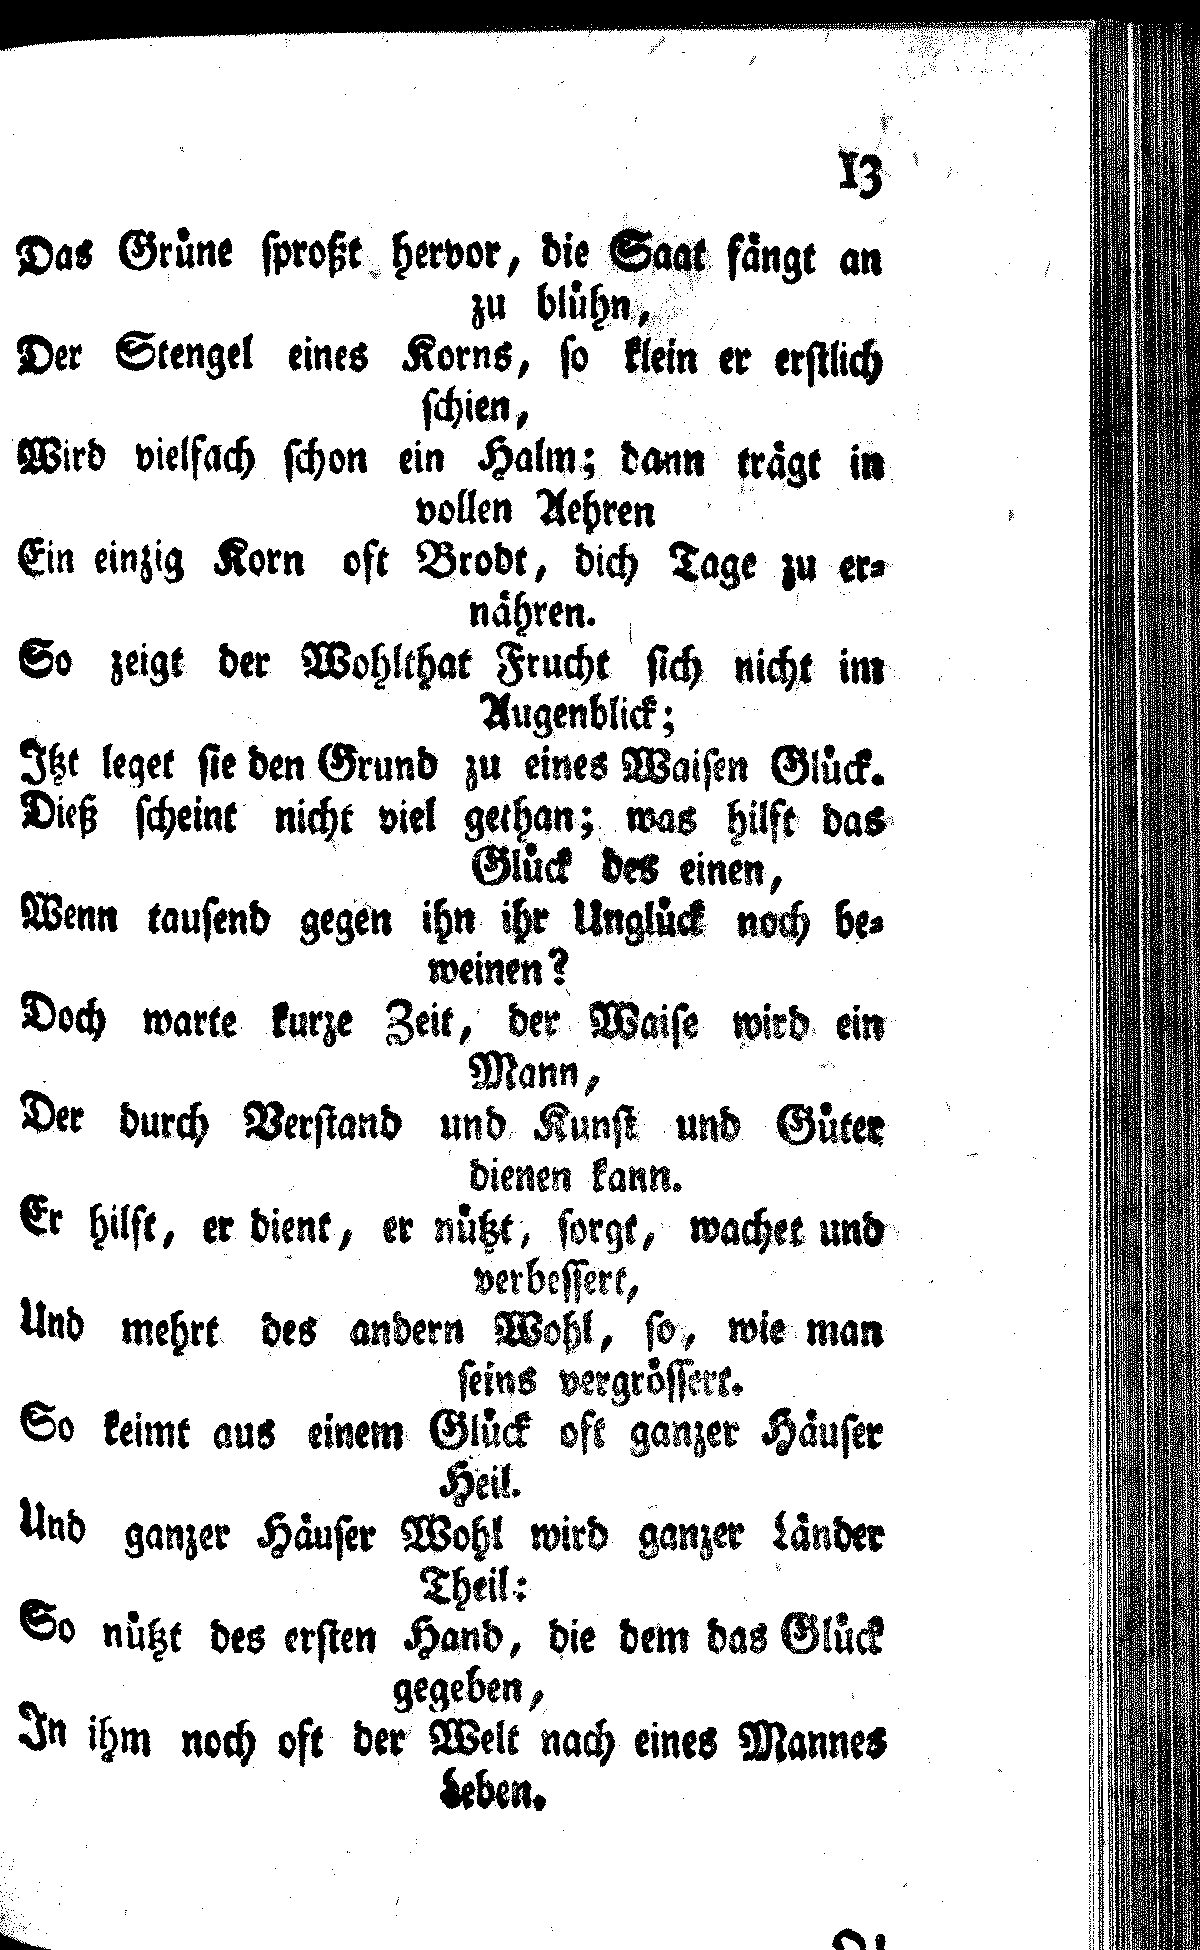 13
Das Grüne ſproßt hervor, die Saat fängt an
zu blühn,
Der Stengel eines Korns, ſo klein er erſtlich
ſchien,
Wird vielfach ſchon ein Halm; dann trägt in
vollen Aehren
Ein einzig Korn oft Brodt, dich Tage zu er-
nähren.
So zeigt der Wohlthat Frucht ſich nicht im
Augenblick;
Itzt leget ſie den Grund zu eines Waiſen Glück.
Dieß ſcheint nicht viel gethan; was hilft das
Glück des einen,
Wenn tauſend gegen ihn ihr Unglück noch be-
weinen?
Doch warte kurze Zeit, der Waiſe wird ein
Mann,
Der durch Verſtand und Kunſt und Güter
dienen kann.
Er hilft, er dient, er nützt, ſorgt, wachet und
verbeſſert,
Und mehrt des andern Wohl, ſo, wie man
ſeins vergröſſert.
So keimt aus einem Glück oft ganzer Häuſer
Heil.
Und ganzer Häuſer Wohl wird ganzer Länder
Theil:
So nützt des erſten Hand, die dem das Glück
gegeben,
In ihm noch oft der Welt nach eines Mannes
Leben.